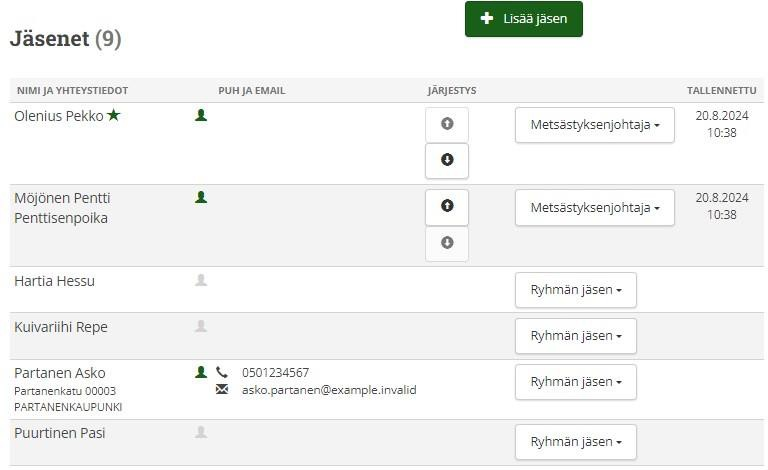 Lisää jäsen
Jäsenet (9)
NIMI JA YHTEYSTIEDOT PUH JA EMAIL JÄRJESTYS TALLENNETTU
Olenius Pekko Metsästyksenjohtaja 20.8.2024
10:38
Möjönen Pentti Metsästyksenjohtaja 20.8.2024
Penttisenpoika 10:38
Hartia Hessu Ryhmän jäsen
Kuivariihi Repe Ryhmän jäsen
Partanen Asko 0501234567 Ryhmän jäsen
Partanenkatu 00003 asko.partanen@example.invalid
PARTANENKAUPUNKI
Puurtinen Pasi Ryhmän jäsen